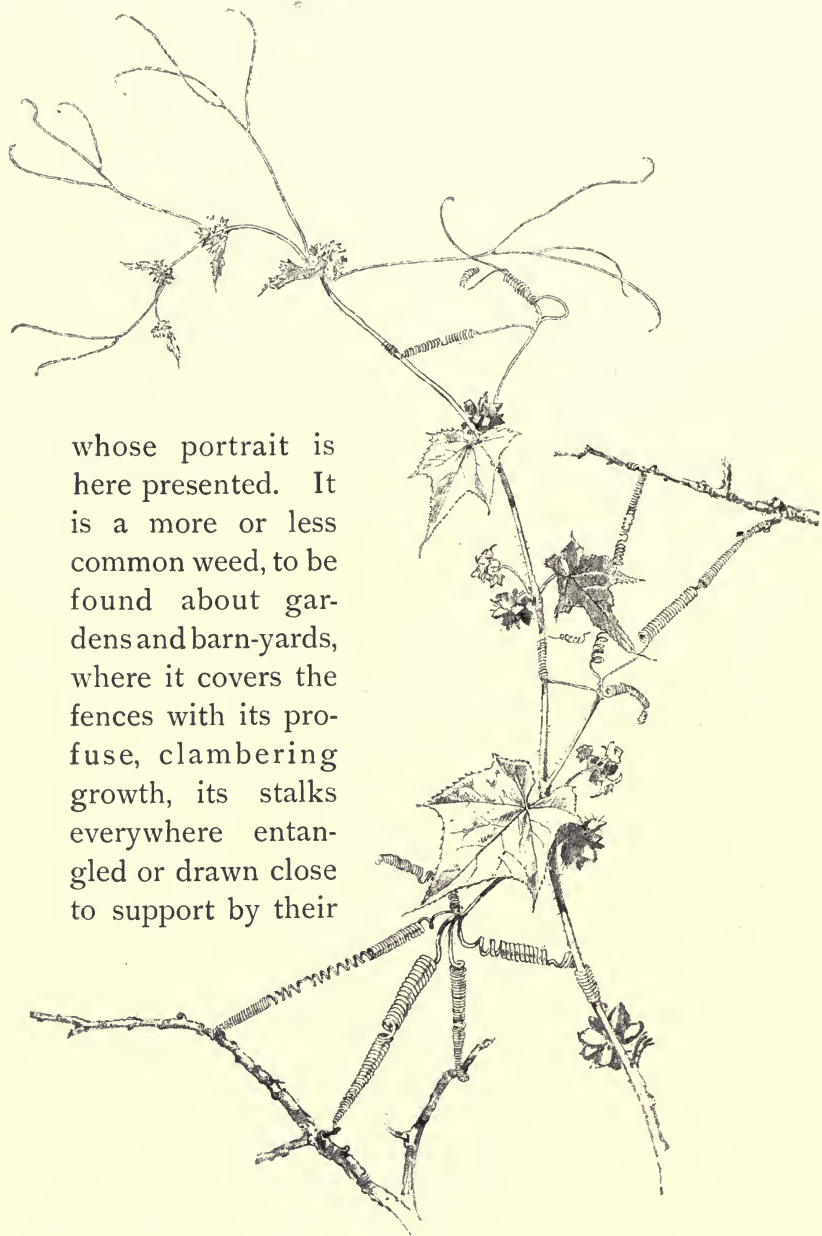 whose portrait is
here presented. It
is a more or less
common weed, to be
found about gar-
dens and barn-yards,
where it covers the
fences with its pro-
fuse, clambering
growth, its stalks
everywhere entan-
gled or drawn close
to support by their